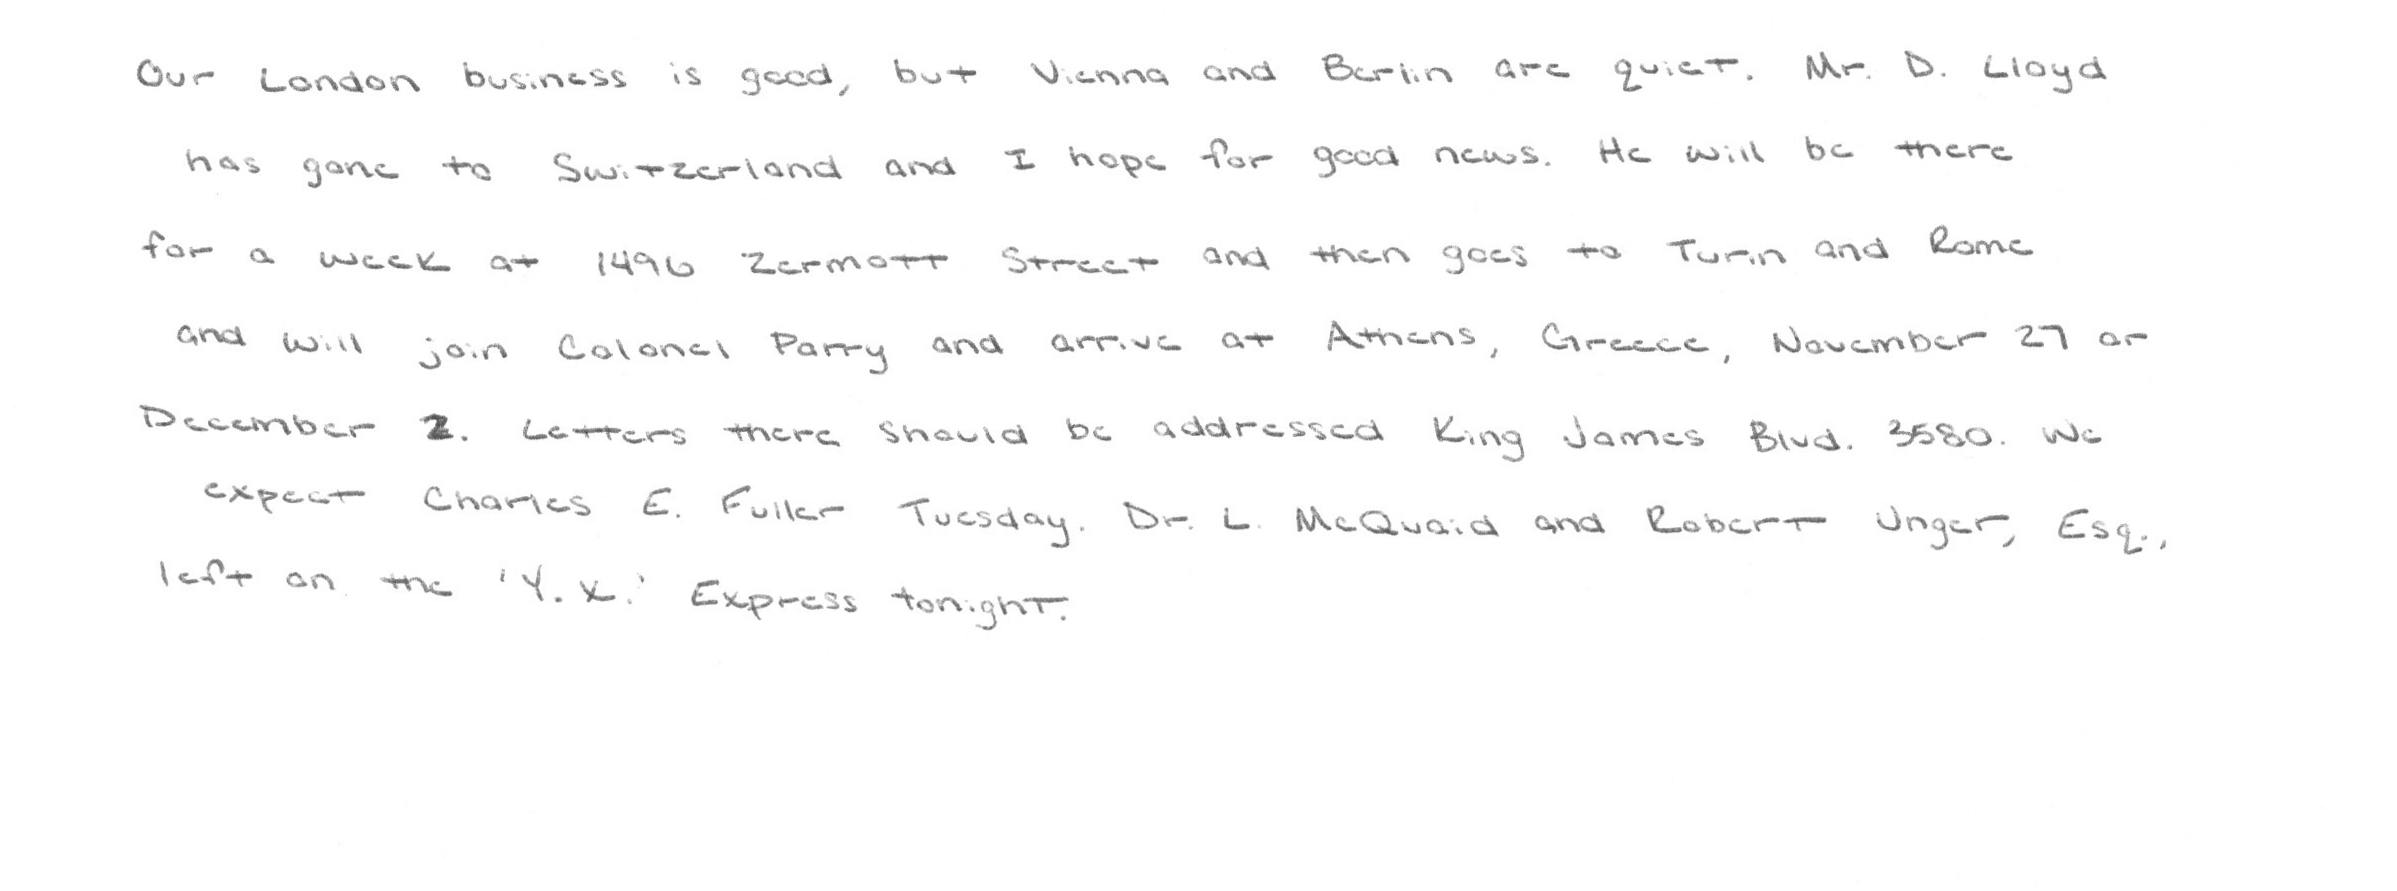 Our London business is good, but Vienna and Berlin are quiet. Mr. D. Lloyd
has gone to Switzerland and I hope for good news. He will be there
for a week at 1496 Zermott Street and then goes to Turin and Rome
and will join Colonel Parry and arrive at Athens, Greece, November 27 or
December 2. Letters there should be addressed King James Blvd. 3580. We
expect Charles E. Fuller Tuesday. Dr. L. McQuaid and Robert Unger, Esq.,
left on the 'Y.X.' Express tonight.